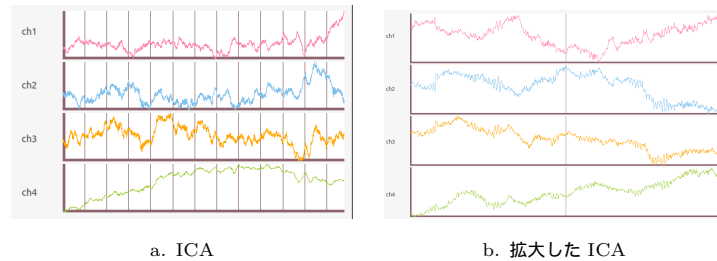 ch1
ch2
ch3
ch4
a. ICA
ch1
ch2
ch3
ch4
b. 拡大した ICA